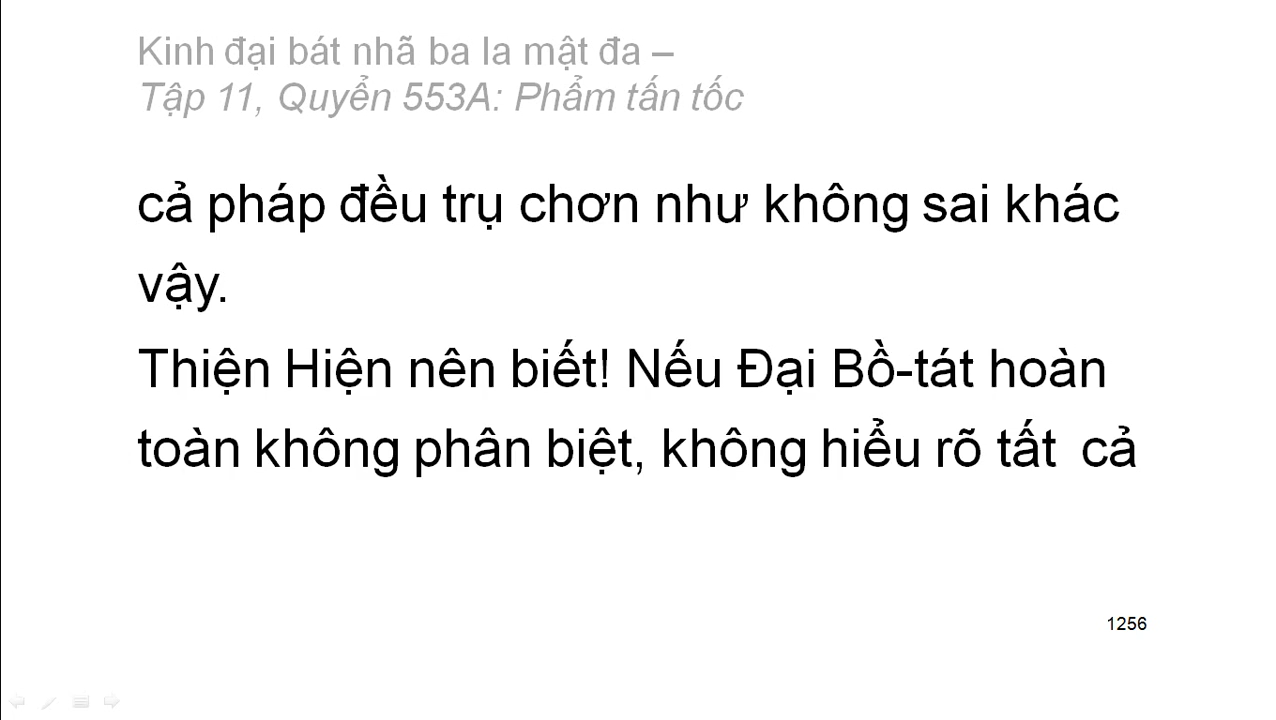 Kinh đại bát nhã ba la mật đa –
Tập 11, Quyển 553A: Phẩm tấn tốc
cả pháp đều trụ chơn như không sai khác
vậy.
Thiện Hiện nên biết! Nếu Đại Bồ-tát hoàn
toàn không phân biệt, không hiểu rõ tất cả
1256